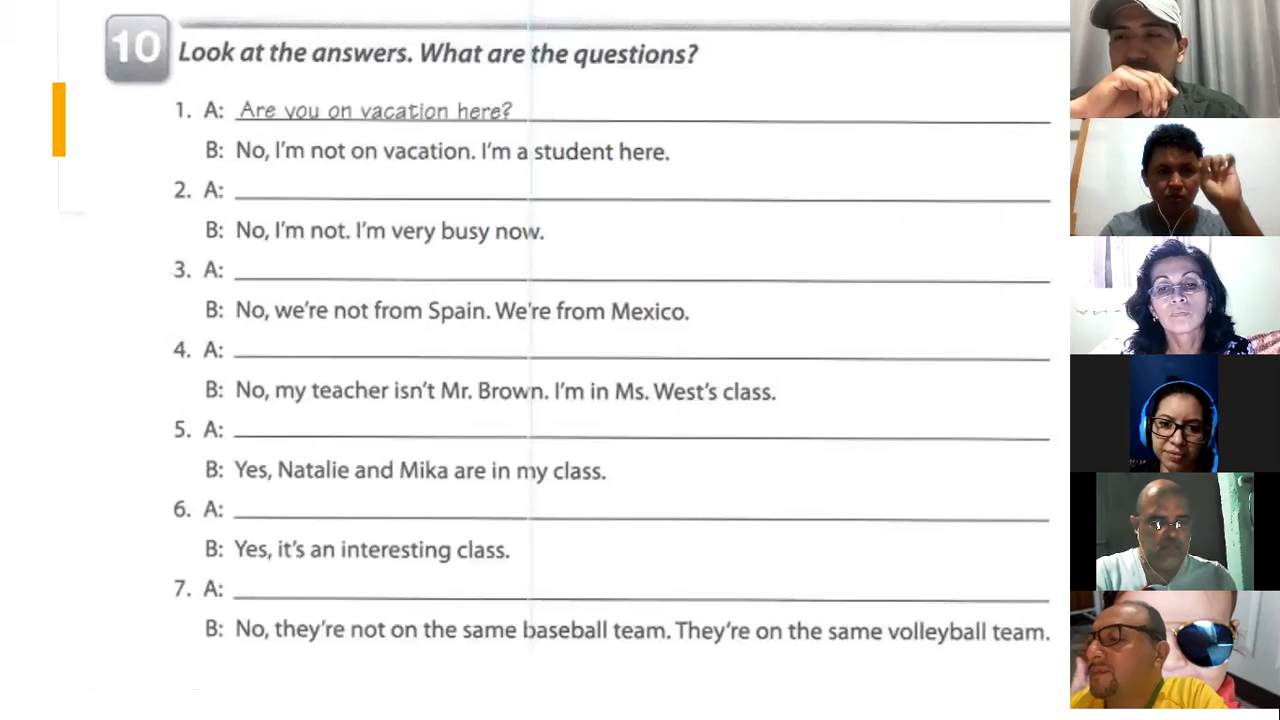 10 Look at the answers. What are the questions?
1. A: Are you on vacation here?
B: No, I'm not on vacation. I'm a student here.
2. A:
B: No, I'm not. I'm very busy now.
3. A:
B: No, we're not from Spain. We're from Mexico.
4. A:
B: No, my teacher isn't Mr. Brown. I'm in Ms. West's class.
5. A:
B: Yes, Natalie and Mika are in my class.
6. A:
B: Yes, it's an interesting class.
7. A:
B: No, they're not on the same baseball team. They're on the same volleyball team.